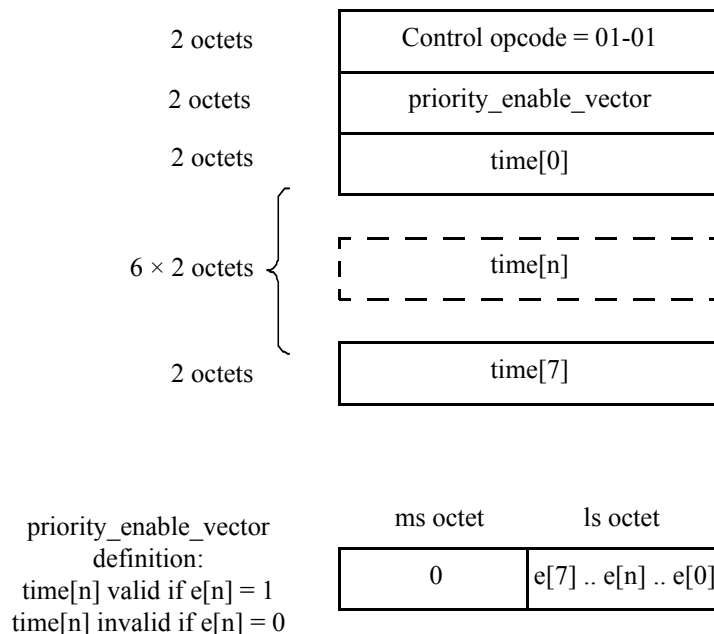 2 octets Control opcode = 01-01
2 octets priority_enable_vector
2 octets time[0]
6 × 2 octets time[n]
2 octets time[7]
ms octet ls octet
priority_enable_vector
definition:
time[n] valid if e[n] = 1
time[n] invalid if e[n] = 0
0 e[7] .. e[n] .. e[0]